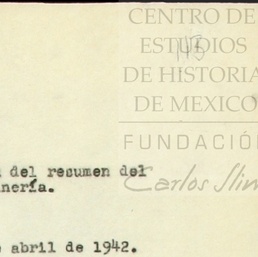 CENTRO DE
ESTUDIOS
DE HISTORIA
DE MEXICO
FUNDACIÓN
Carlos Slim
del resumen del
nería.
abril de 1942.